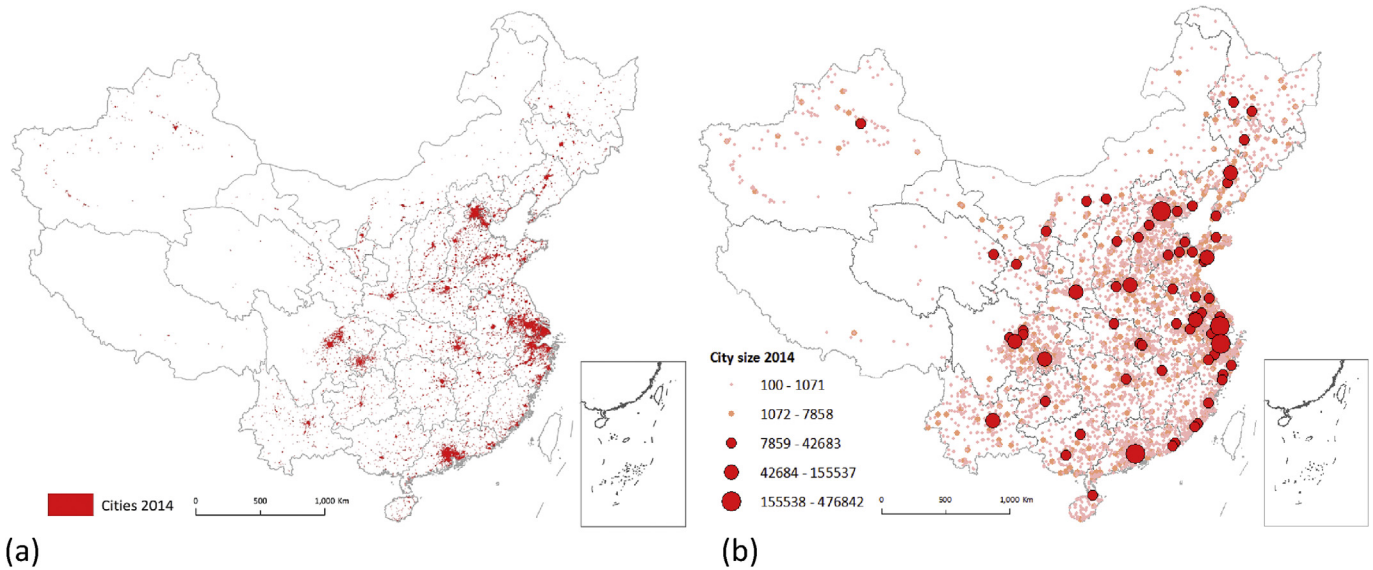 Cities 2014
0 500 1,000 Km
(a)
City size 2014
100 - 1071
1072 - 7858
7859 - 42683
42684 - 155537
155538 - 476842
0 500 1,000 Km
(b)